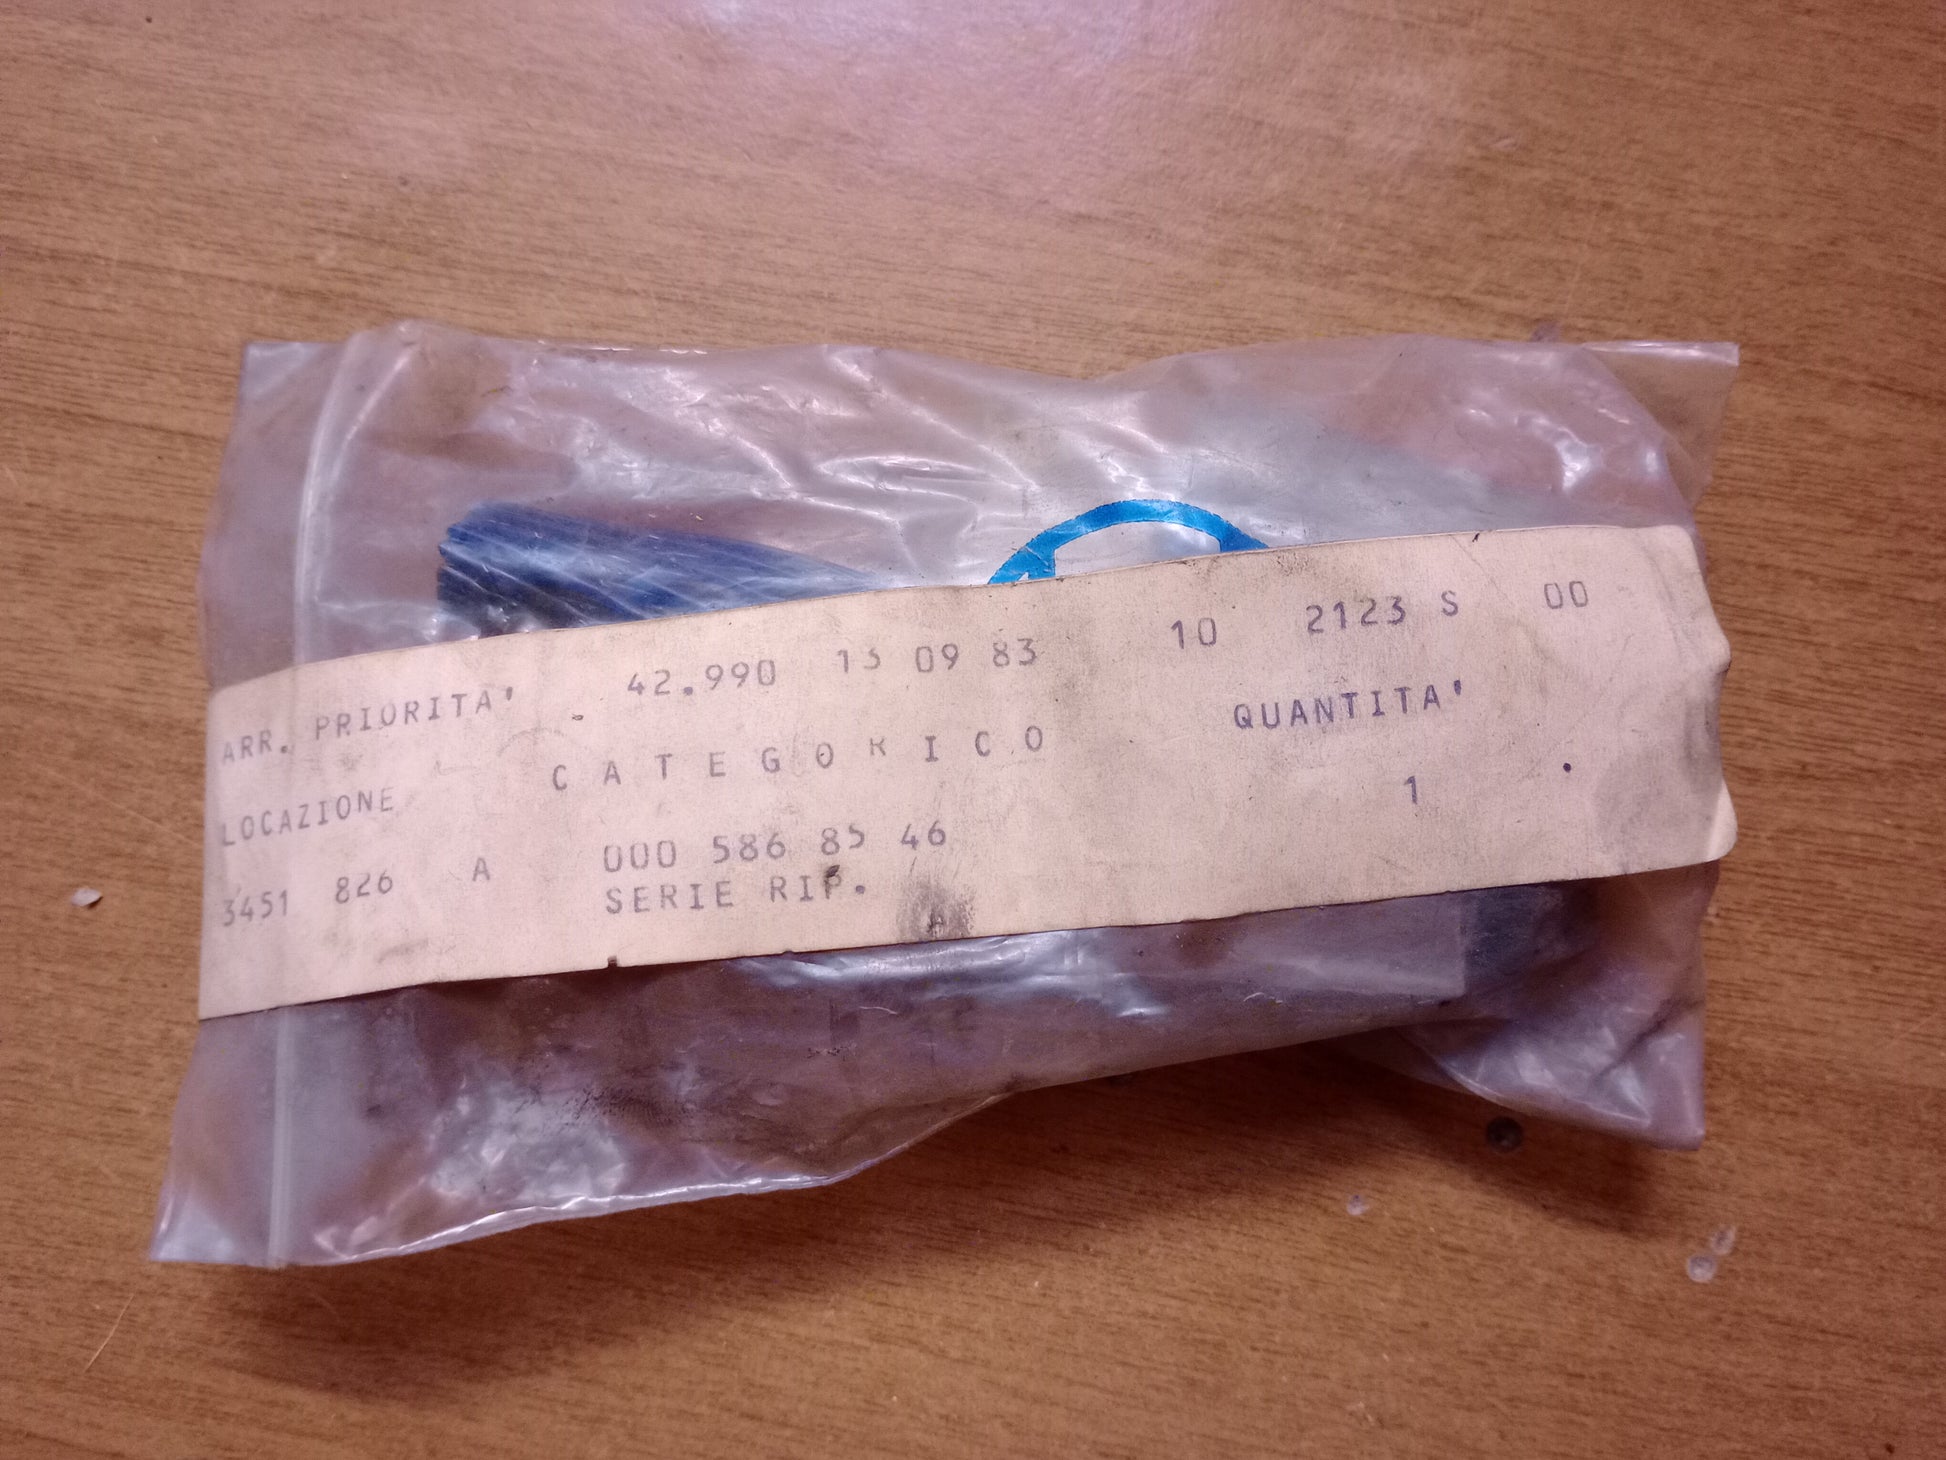 ARR. PRIORITA' 42.990 13 09 83 10 2123 S 00
LOCAZIONE CATEGORICO QUANTITA'
3451 826 A 000 586 85 46 1
SERIE RIP.